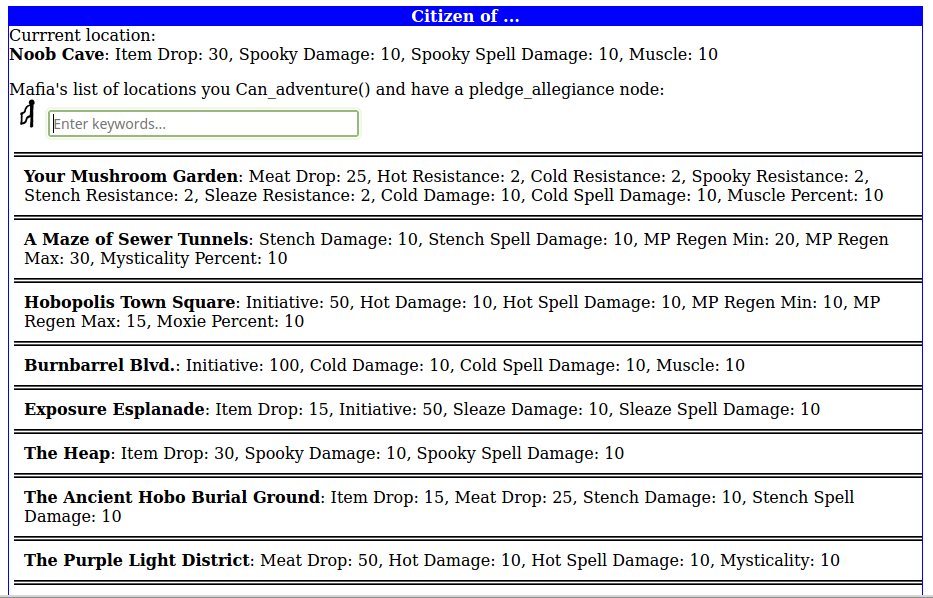 Citizen of ...
Currrent location:
Noob Cave: Item Drop: 30, Spooky Damage: 10, Spooky Spell Damage: 10, Muscle: 10
Mafia's list of locations you Can_adventure() and have a pledge_allegiance node:
Enter keywords...
Your Mushroom Garden: Meat Drop: 25, Hot Resistance: 2, Cold Resistance: 2, Spooky Resistance: 2,
Stench Resistance: 2, Sleaze Resistance: 2, Cold Damage: 10, Cold Spell Damage: 10, Muscle Percent: 10
A Maze of Sewer Tunnels: Stench Damage: 10, Stench Spell Damage: 10, MP Regen Min: 20, MP Regen
Max: 30, Mysticality Percent: 10
Hobopolis Town Square: Initiative: 50, Hot Damage: 10, Hot Spell Damage: 10, MP Regen Min: 10, MP
Regen Max: 15, Moxie Percent: 10
Burnbarrel Blvd.: Initiative: 100, Cold Damage: 10, Cold Spell Damage: 10, Muscle: 10
Exposure Esplanade: Item Drop: 15, Initiative: 50, Sleaze Damage: 10, Sleaze Spell Damage: 10
The Heap: Item Drop: 30, Spooky Damage: 10, Spooky Spell Damage: 10
The Ancient Hobo Burial Ground: Item Drop: 15, Meat Drop: 25, Stench Damage: 10, Stench Spell
Damage: 10
The Purple Light District: Meat Drop: 50, Hot Damage: 10, Hot Spell Damage: 10, Mysticality: 10